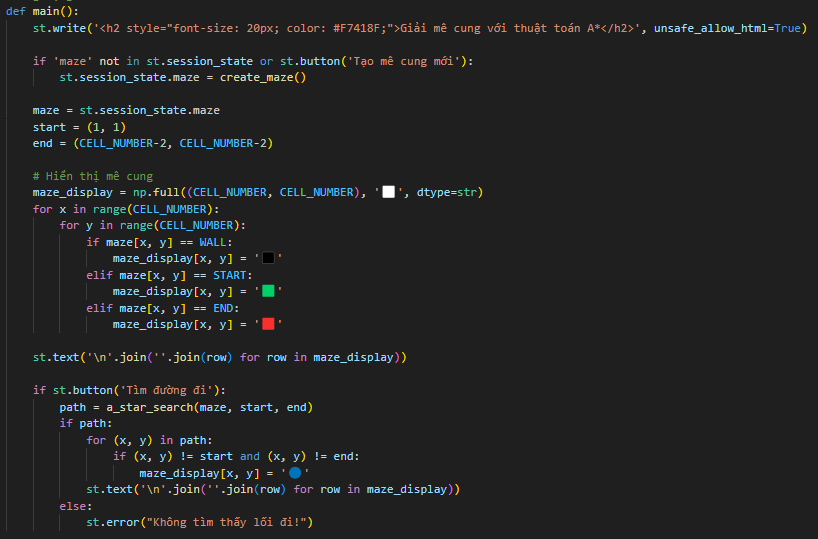 def main():
    st.write('<h2 style="font-size: 20px; color: #F7418F;">Giải mê cung với thuật toán A*</h2>', unsafe_allow_html=True)
    if 'maze' not in st.session_state or st.button('Tạo mê cung mới'):
        st.session_state.maze = create_maze()
    maze = st.session_state.maze
    start = (1, 1)
    end = (CELL_NUMBER-2, CELL_NUMBER-2)
    # Hiển thị mê cung
    maze_display = np.full((CELL_NUMBER, CELL_NUMBER), '⬜', dtype=str)
    for x in range(CELL_NUMBER):
        for y in range(CELL_NUMBER):
            if maze[x, y] == WALL:
                maze_display[x, y] = '⬛'
            elif maze[x, y] == START:
                maze_display[x, y] = '🟩'
            elif maze[x, y] == END:
                maze_display[x, y] = '🟥'
    st.text('\n'.join(''.join(row) for row in maze_display))
    if st.button('Tìm đường đi'):
        path = a_star_search(maze, start, end)
        if path:
            for (x, y) in path:
                if (x, y) != start and (x, y) != end:
                    maze_display[x, y] = '🔵'
            st.text('\n'.join(''.join(row) for row in maze_display))
        else:
            st.error("Không tìm thấy lối đi!")